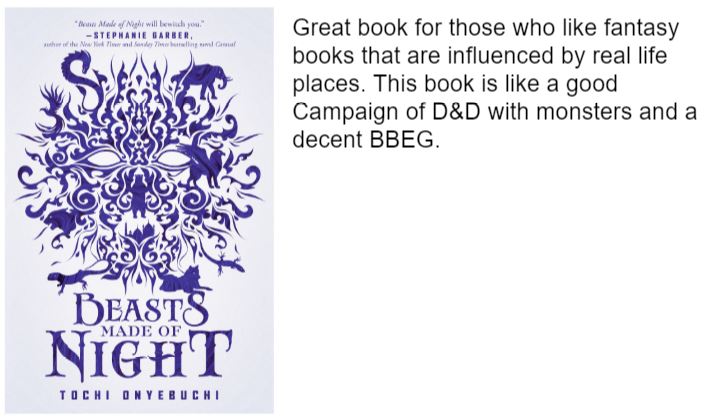 "Beasts Made of Night will bewitch you."
—STEPHANIE GARBER,
author of the New York Times and Sunday Times bestselling novel Caraval
BEASTS
MADE OF
NIGHT
TOCHI ONYEBUCHI
Great book for those who like fantasy
books that are influenced by real life
places. This book is like a good
Campaign of D&D with monsters and a
decent BBEG.